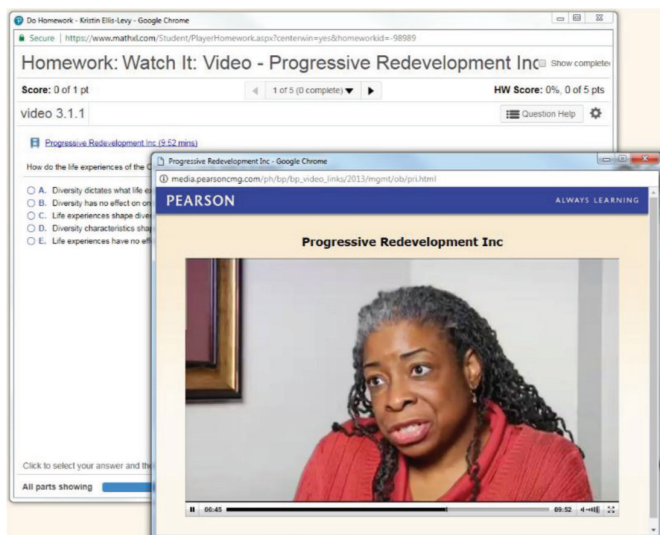 Do Homework - Kristin Ellis-Levy - Google Chrome
Secure | https://www.mathxl.com/Student/PlayerHomework.aspx?centerwin=yes&homeworkid=-98989
Homework: Watch It: Video - Progressive Redevelopment Inc
Show complete
Score: 0 of 1 pt
1 of 5 (0 complete)
HW Score: 0%, 0 of 5 pts
video 3.1.1
Question Help
Progressive Redevelopment Inc (9.52 mins)
How do the life experiences of the C
A. Diversity dictates what life ex
B. Diversity has no effect on on
C. Life experiences shape diver
D. Diversity characteristics shap
E. Life experiences have no eff
Click to select your answer and the
All parts showing
Progressive Redevelopment Inc - Google Chrome
media.pearsoncmg.com/ph/bp/bp_video_links/2013/mgmt/ob/pri.html
PEARSON
ALWAYS LEARNING
Progressive Redevelopment Inc
06:45
09:52